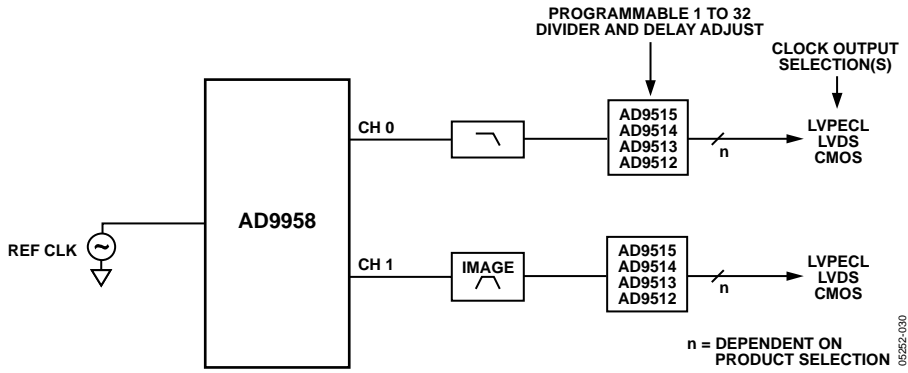 PROGRAMMABLE 1 TO 32
DIVIDER AND DELAY ADJUST
CLOCK OUTPUT
SELECTION(S)
CH 0
AD9515
AD9514
AD9513
AD9512
n
LVPECL
LVDS
CMOS
AD9958
REF CLK
CH 1
IMAGE
AD9515
AD9514
AD9513
AD9512
n
LVPECL
LVDS
CMOS
n = DEPENDENT ON
PRODUCT SELECTION
05252-030